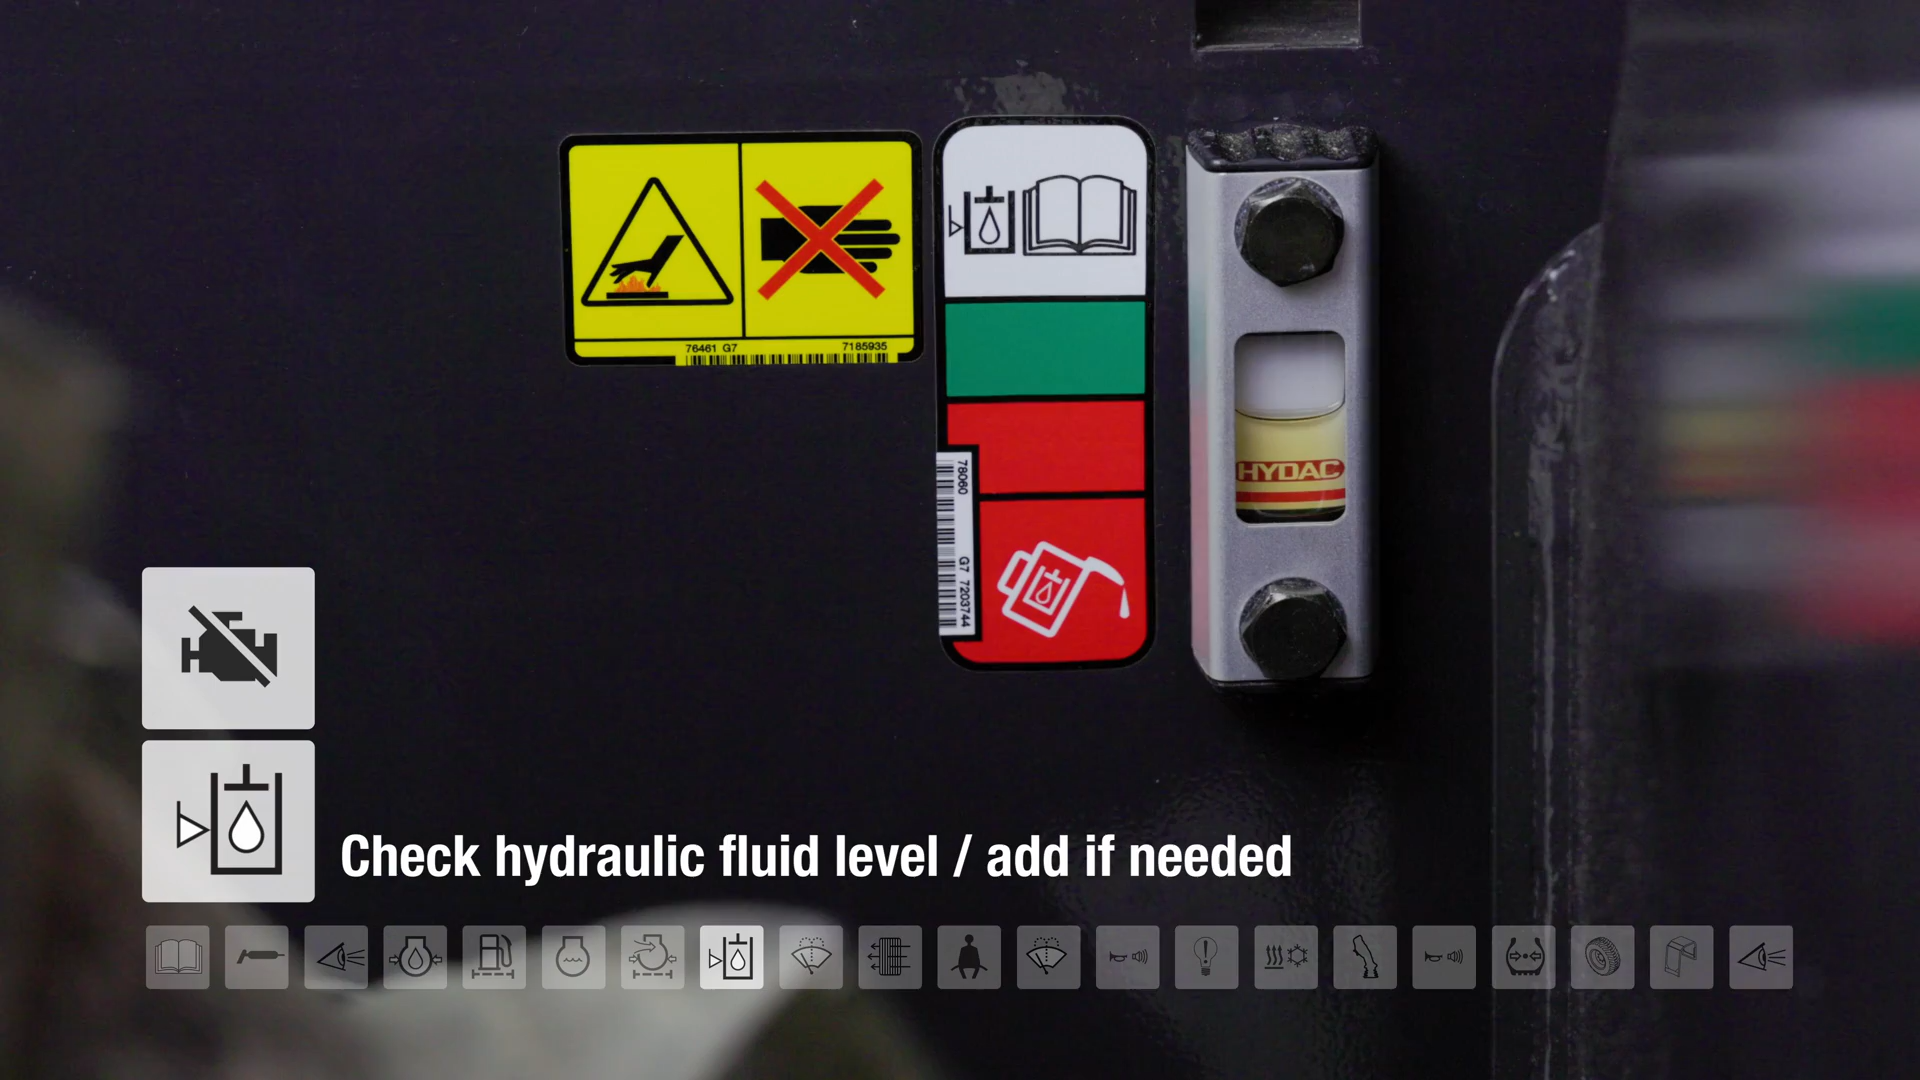 76461 G7 7185935
78060 G7 7203744
HYDAC
Check hydraulic fluid level / add if needed